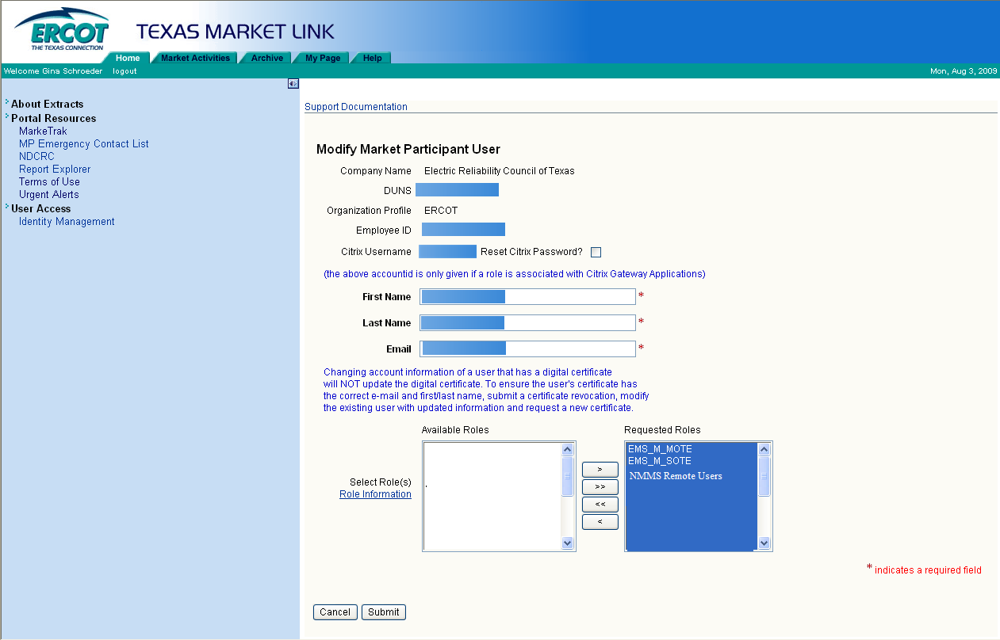 ERCOT
THE TEXAS CONNECTION
TEXAS MARKET LINK
Home Market Activities Archive My Page Help
Welcome Gina Schroeder logout Mon, Aug 3, 2009
About Extracts
Portal Resources
MarkeTrak
MP Emergency Contact List
NDCRC
Report Explorer
Terms of Use
Urgent Alerts
User Access
Identity Management
Support Documentation
Modify Market Participant User
Company Name Electric Reliability Council of Texas
DUNS
Organization Profile ERCOT
Employee ID
Citrix Username Reset Citrix Password?
(the above accountid is only given if a role is associated with Citrix Gateway Applications)
First Name *
Last Name *
Email *
Changing account information of a user that has a digital certificate
will NOT update the digital certificate. To ensure the user's certificate has
the correct e-mail and first/last name, submit a certificate revocation, modify
the existing user with updated information and request a new certificate.
Available Roles Requested Roles
EMS_M_MOTE
EMS_M_SOTE
NMMS Remote Users
>
>>
<<
<
Select Role(s)
Role Information
* indicates a required field
Cancel Submit